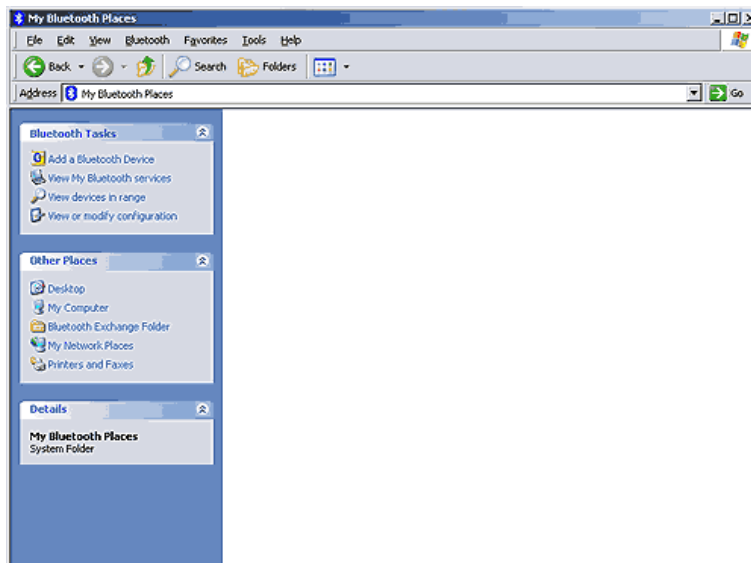 My Bluetooth Places
File Edit View Bluetooth Favorites Tools Help
Back Search Folders
Address My Bluetooth Places Go
Bluetooth Tasks
Add a Bluetooth Device
View My Bluetooth services
View devices in range
View or modify configuration
Other Places
Desktop
My Computer
Bluetooth Exchange Folder
My Network Places
Printers and Faxes
Details
My Bluetooth Places
System Folder